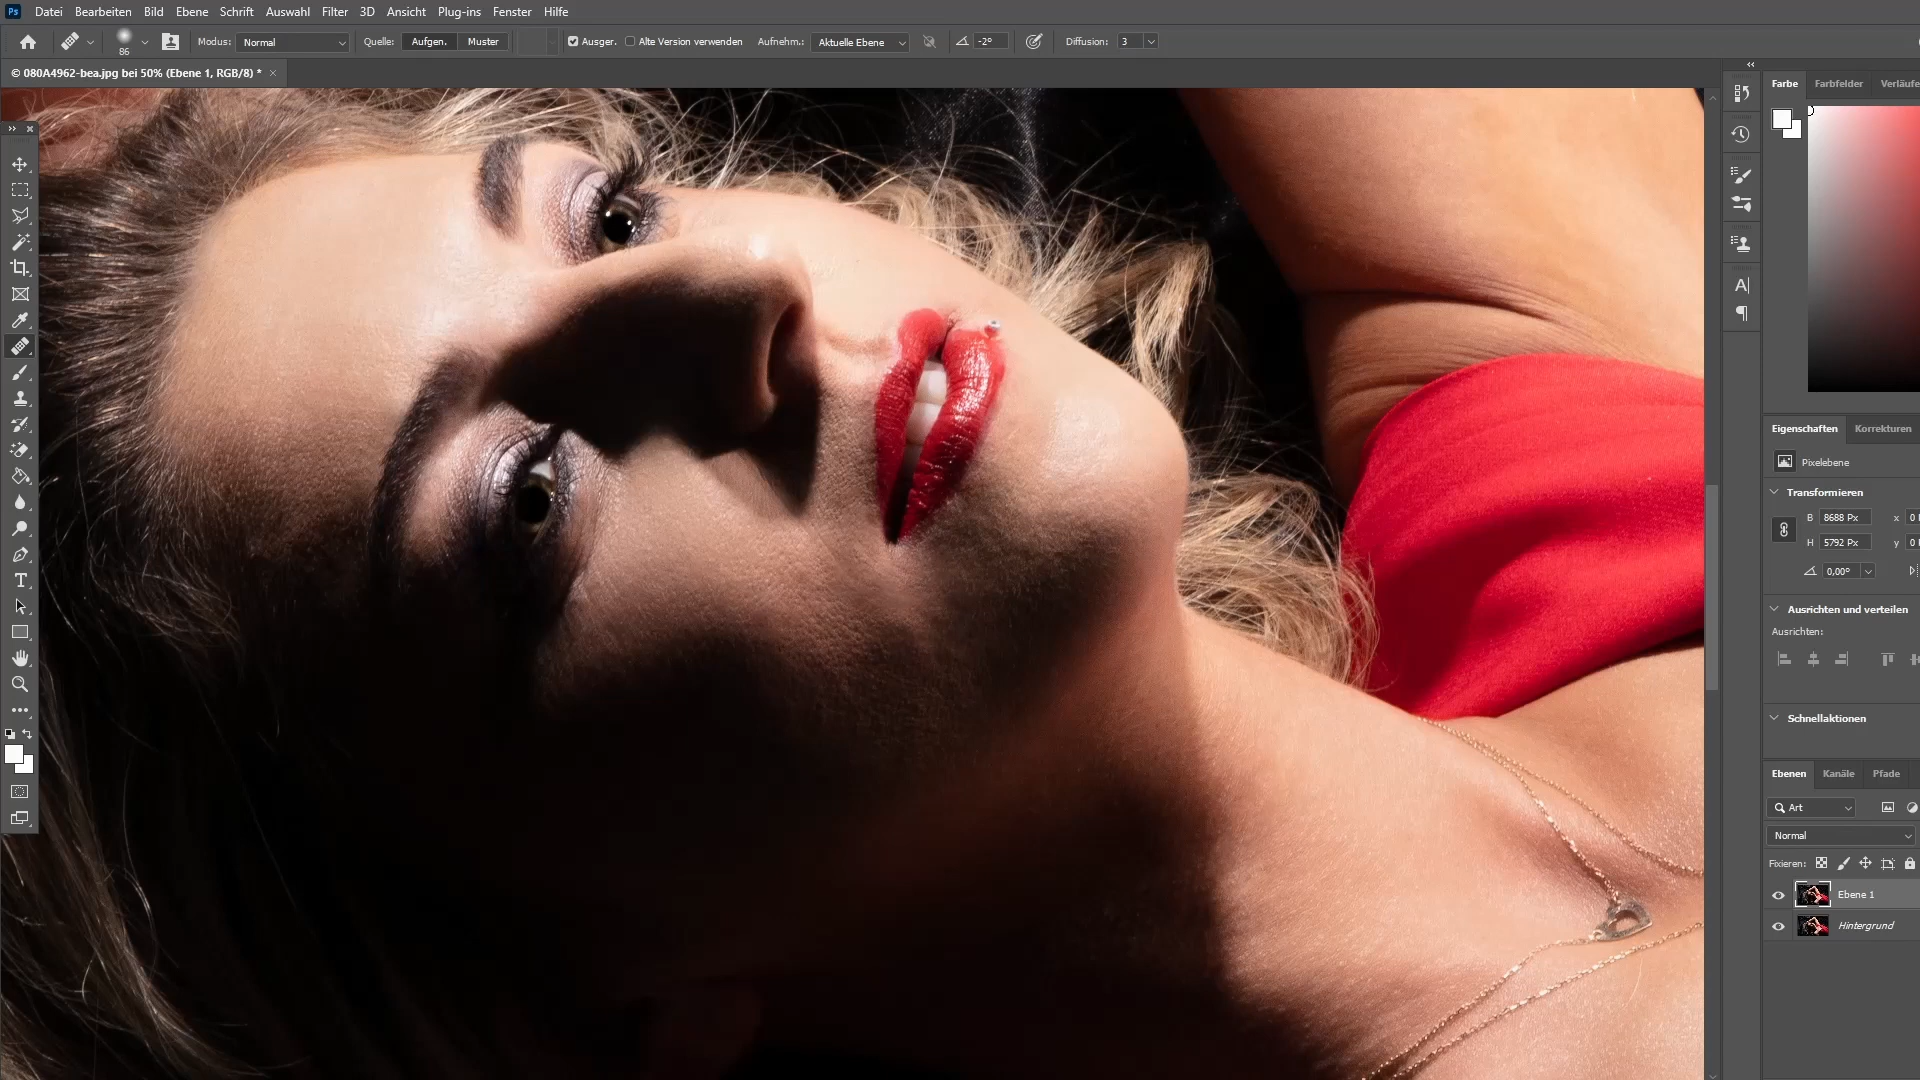 Ps Datei Bearbeiten Bild Ebene Schrift Auswahl Filter 3D Ansicht Plug-ins Fenster Hilfe
86 Modus: Normal Quelle: Aufgen. Muster Ausger. Alte Version verwenden Aufnehm.: Aktuelle Ebene -2° Diffusion: 3
© 080A4962-bea.jpg bei 50% (Ebene 1, RGB/8) * ×
Farbe Farbfelder Verläufe
Eigenschaften Korrekturen
Pixelebene
Transformieren
B 8688 Px x 0
H 5792 Px y 0
0,00°
Ausrichten und verteilen
Ausrichten:
Schnellaktionen
Ebenen Kanäle Pfade
Art
Normal
Fixieren:
Ebene 1
Hintergrund